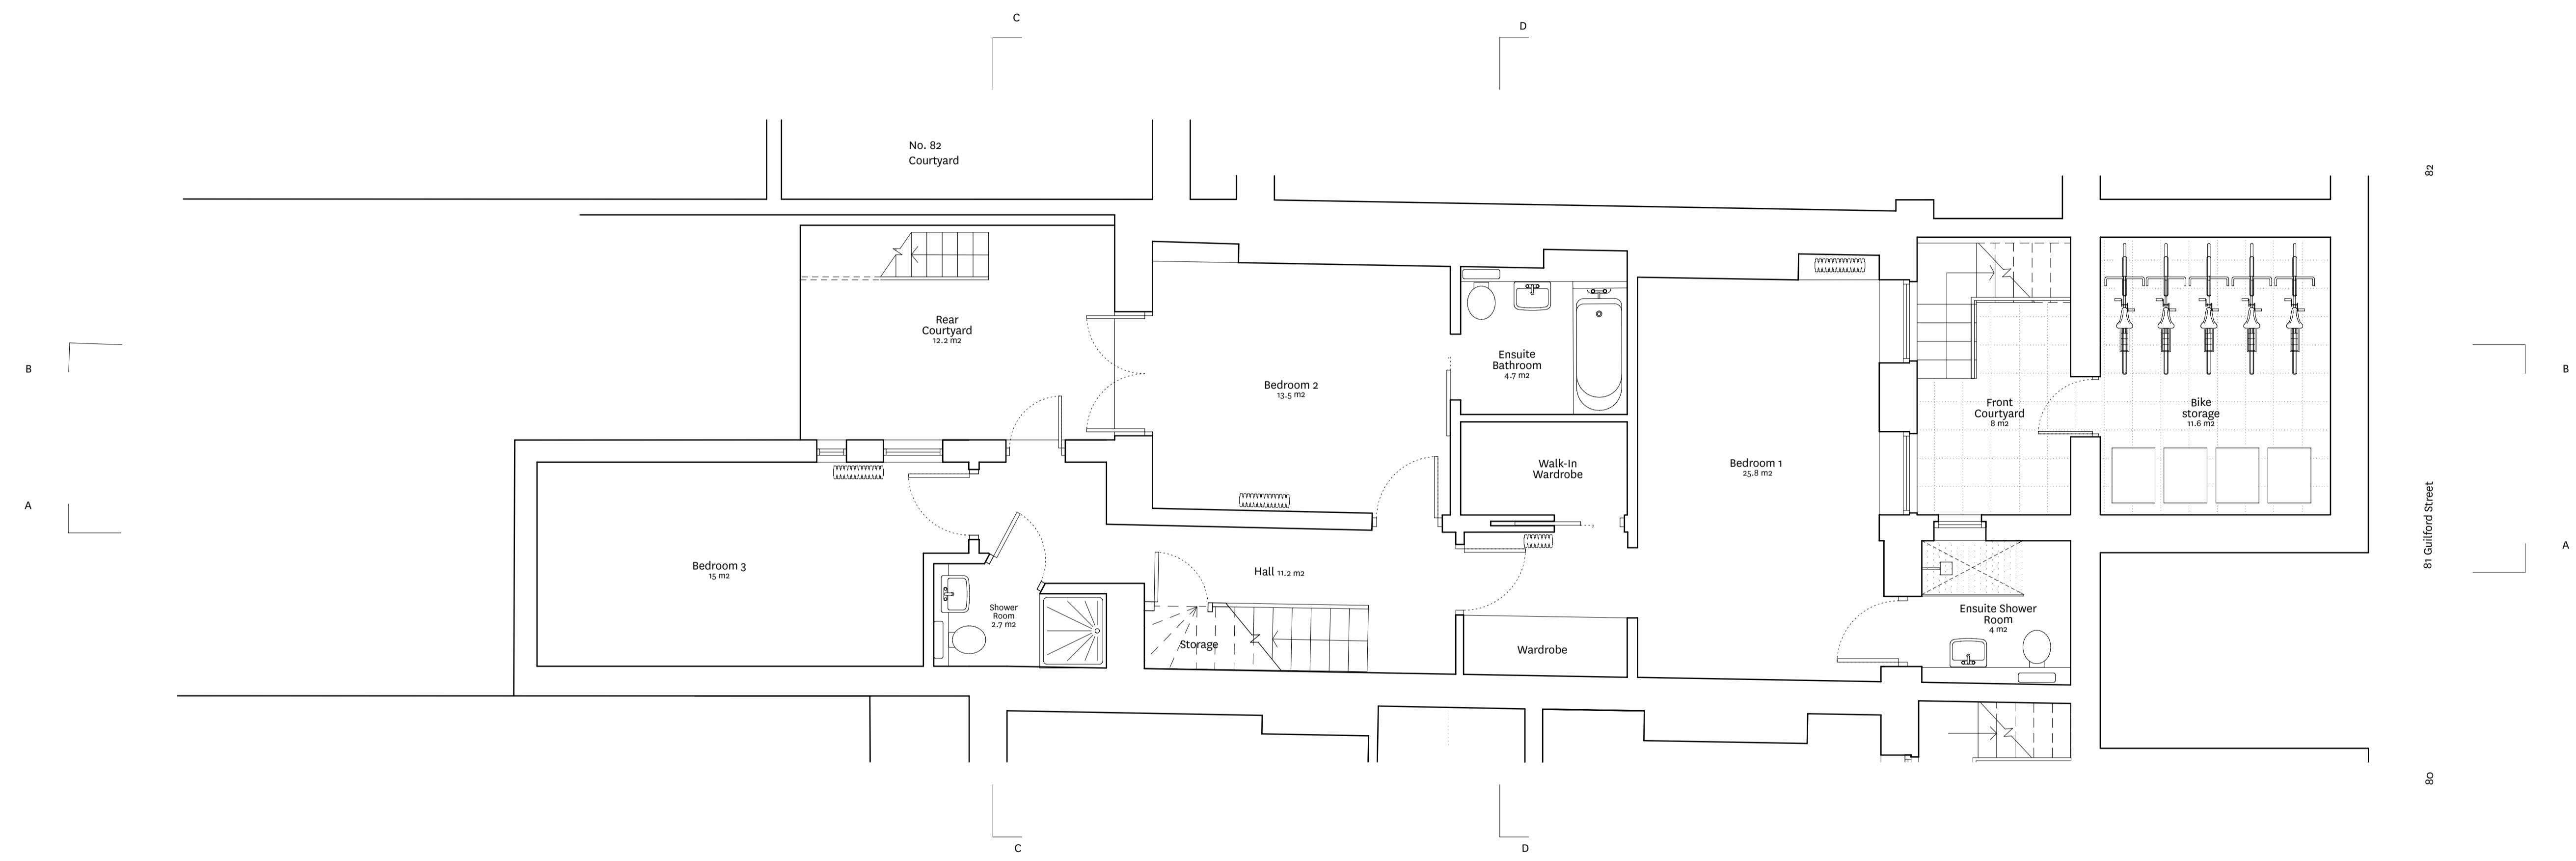 C
D
No. 82
Courtyard
82
Rear
Courtyard
12.2 m2
B
B
Ensuite
Bathroom
4.7 m2
Bedroom 2
13.5 m2
Front
Courtyard
8 m2
Bike
storage
11.6 m2
Walk-In
Wardrobe
Bedroom 1
25.8 m2
A
A
81 Guilford Street
Bedroom 3
15 m2
Hall 11.2 m2
Shower
Room
2.7 m2
Ensuite Shower
Room
4 m2
Storage
Wardrobe
80
C
D